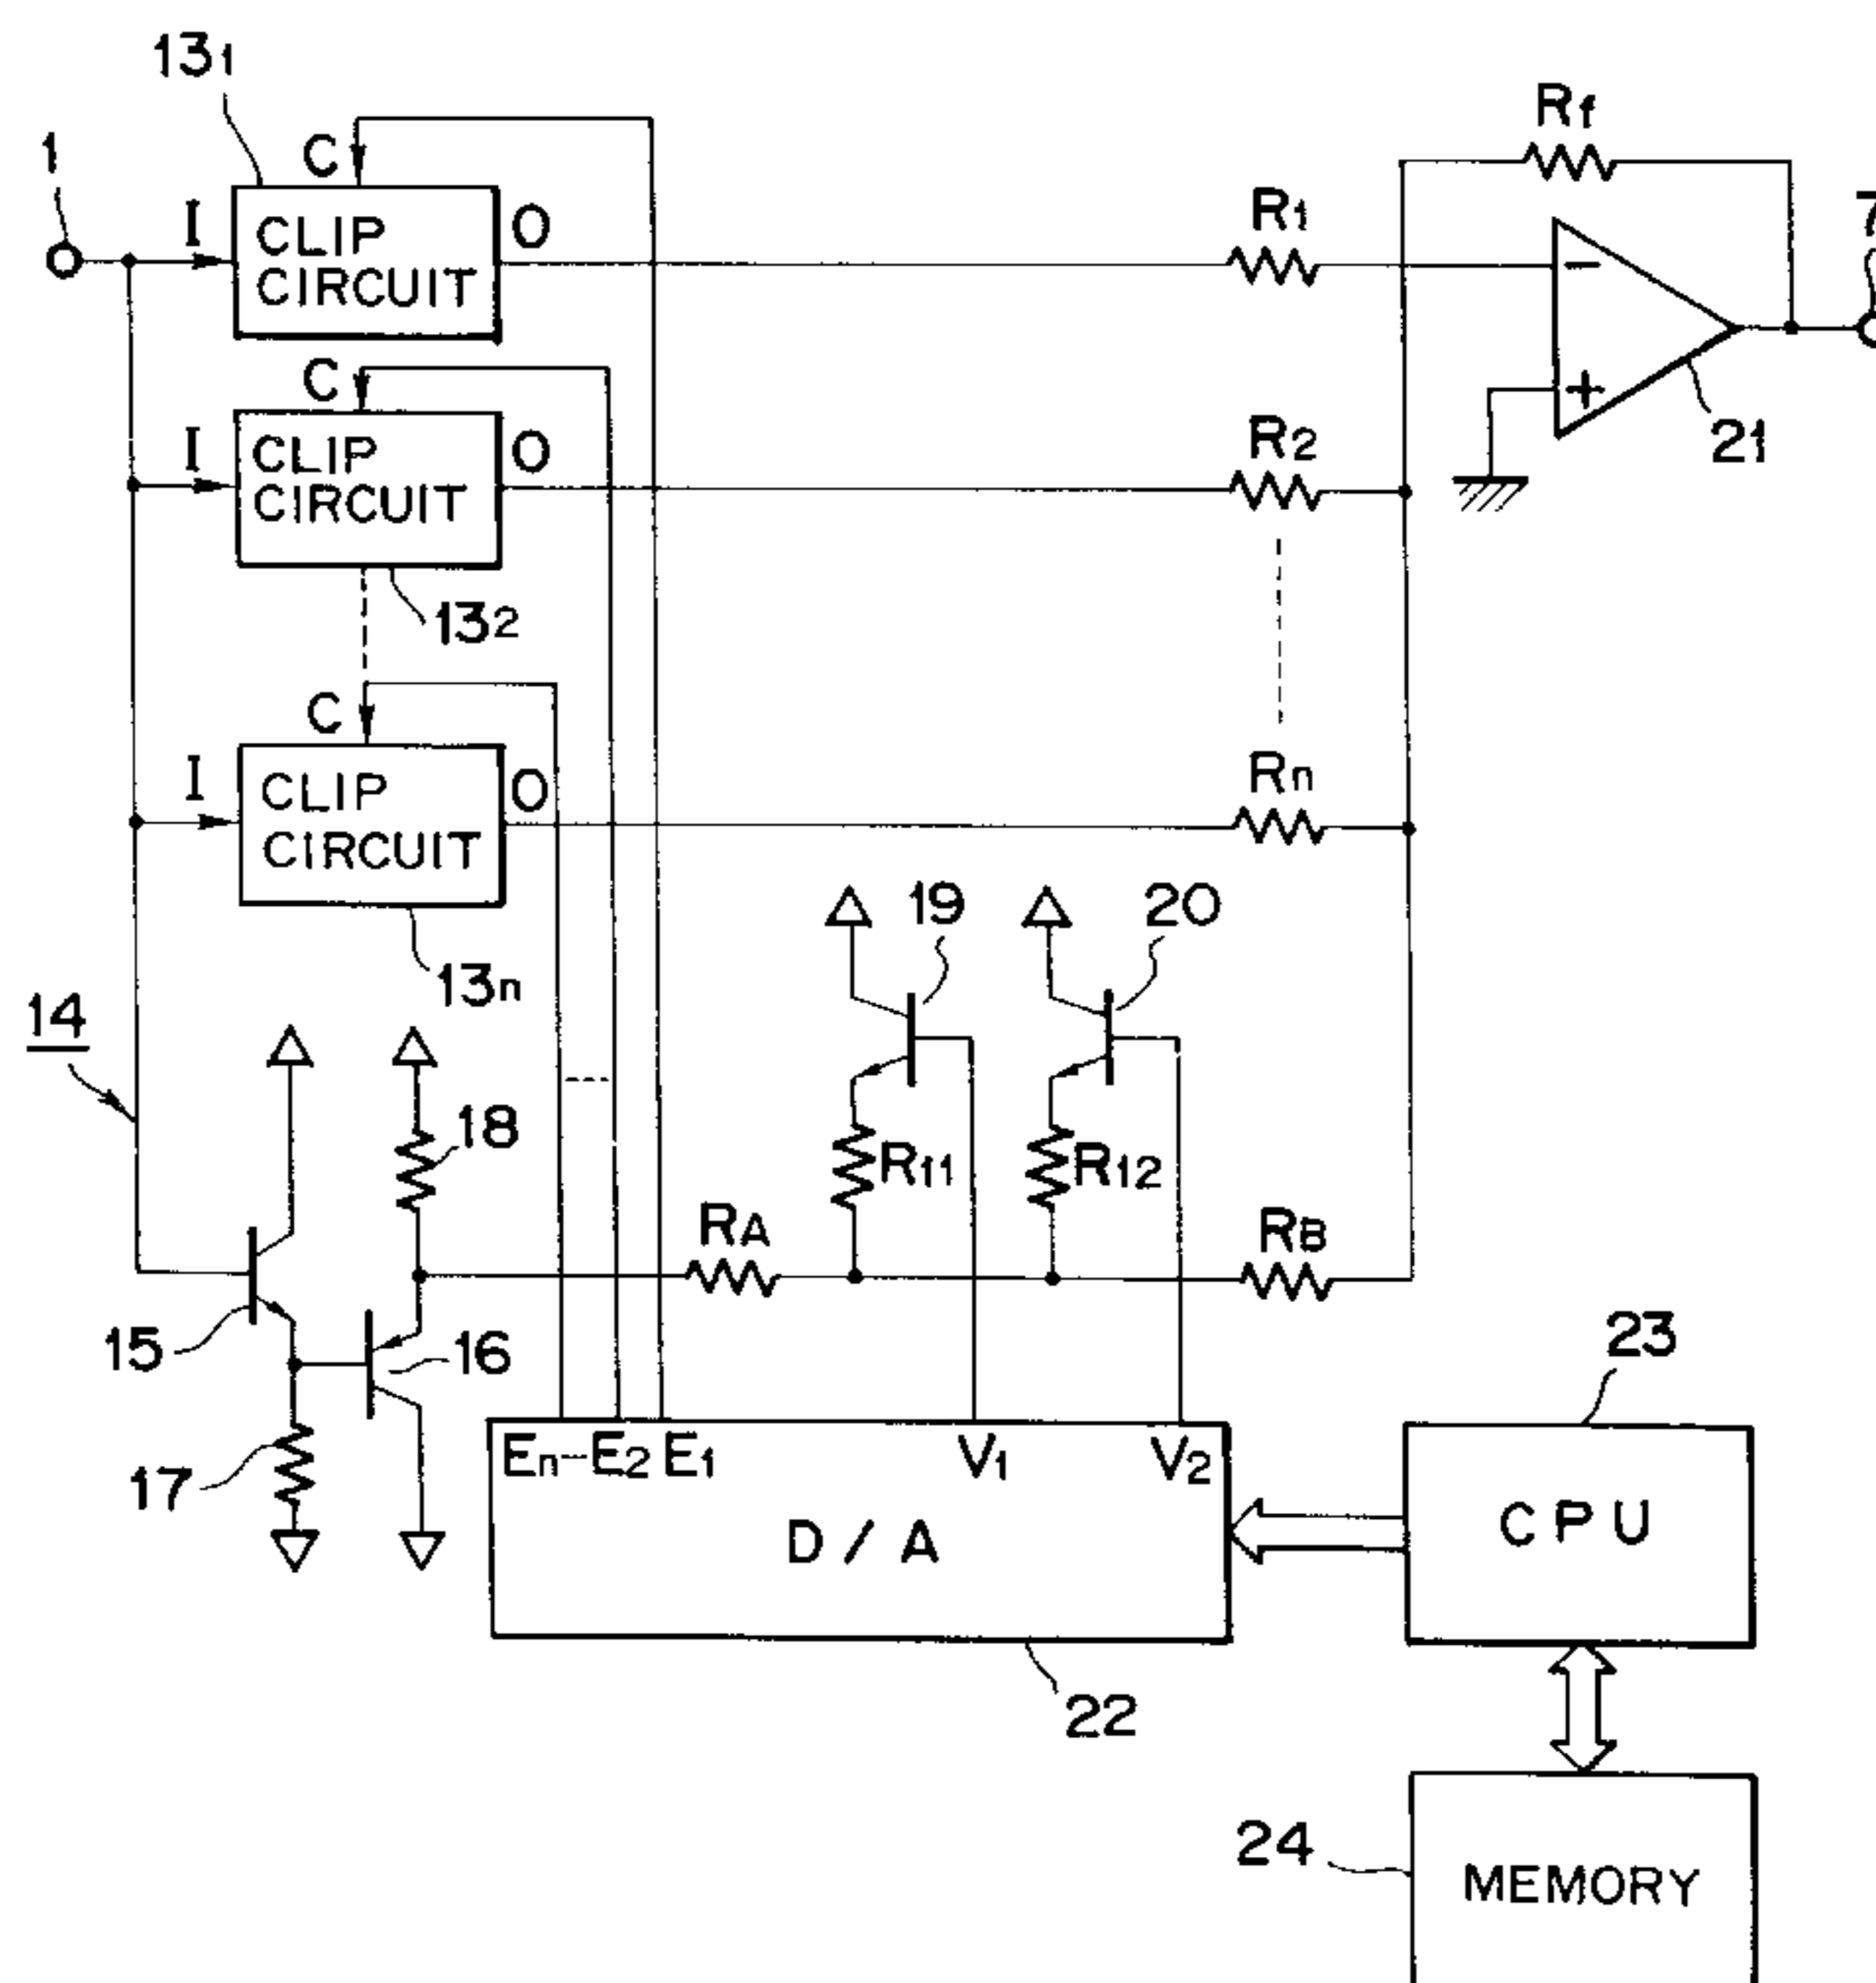 13₁
1
C
I
CLIP
CIRCUIT
O
R₁
Rf
−
+
7
21
C
I
CLIP
CIRCUIT
O
R₂
13₂
C
I
CLIP
CIRCUIT
O
Rn
13n
14
19
20
18
R₁₁
R₁₂
RA
RB
15
16
17
En--E₂ E₁
V₁
V₂
D / A
22
23
C P U
24
MEMORY